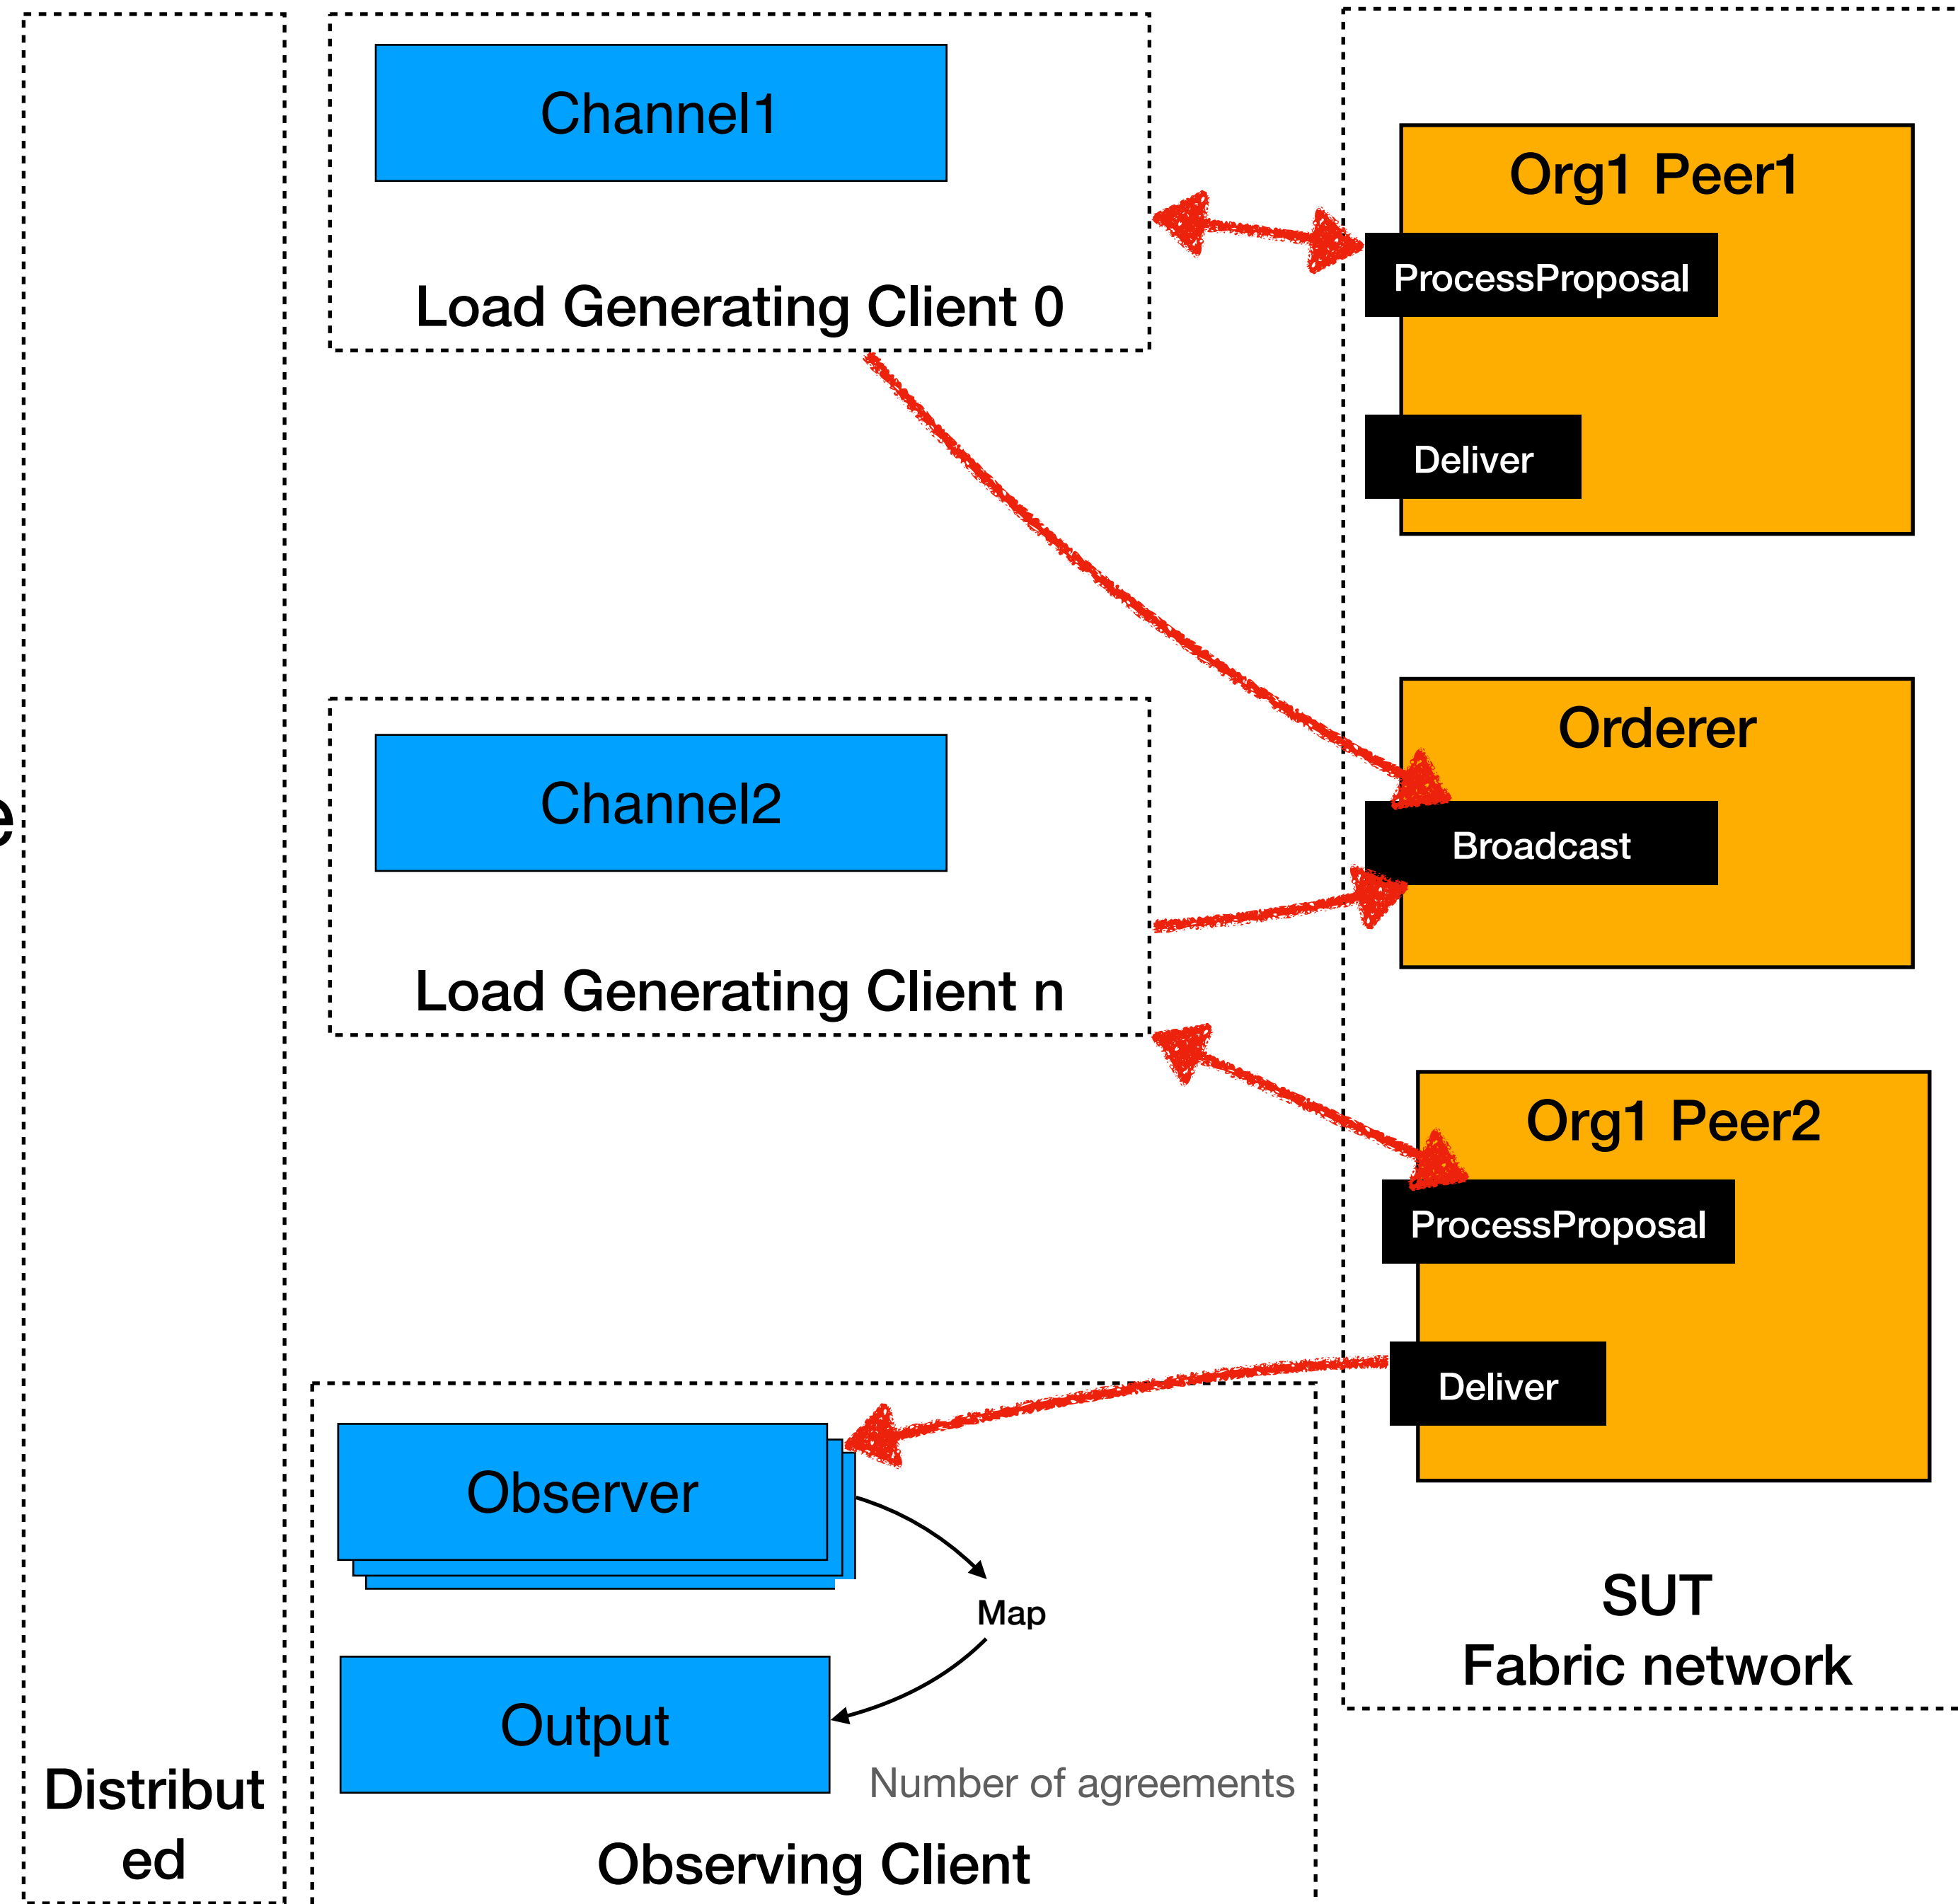 Channel1
Load Generating Client 0
Org1 Peer1
ProcessProposal
Deliver
Channel2
Load Generating Client n
Orderer
Broadcast
e
Org1 Peer2
ProcessProposal
Deliver
Observer
Map
Output
Number of agreements
Observing Client
SUT
Fabric network
Distribut
ed